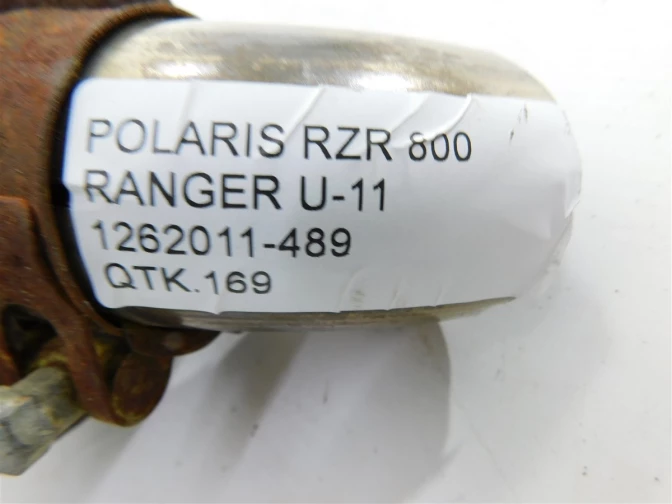 POLARIS RZR 800
RANGER U-11
1262011-489
QTK.169